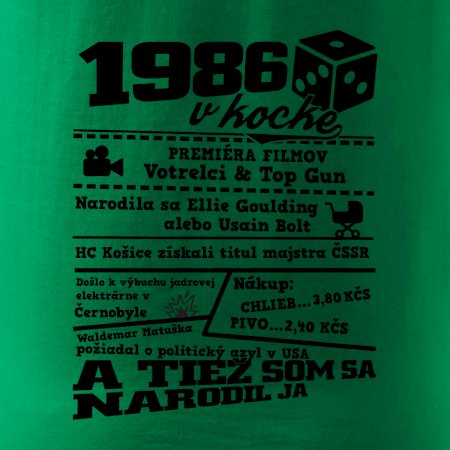 1986
v kocke
PREMIÉRA FILMOV
Votrelci & Top Gun
Narodila sa Ellie Goulding
alebo Usain Bolt
HC Košice získali titul majstra ČSSR
Došlo k výbuchu jadrovej
elektrárne v
Černobyle
Nákup:
CHLIEB...3,80 KČS
PIVO...2,40 KČS
Waldemar Matuška
požiadal o politický azyl v USA
A TIEŽ SOM SA
NARODIL JA